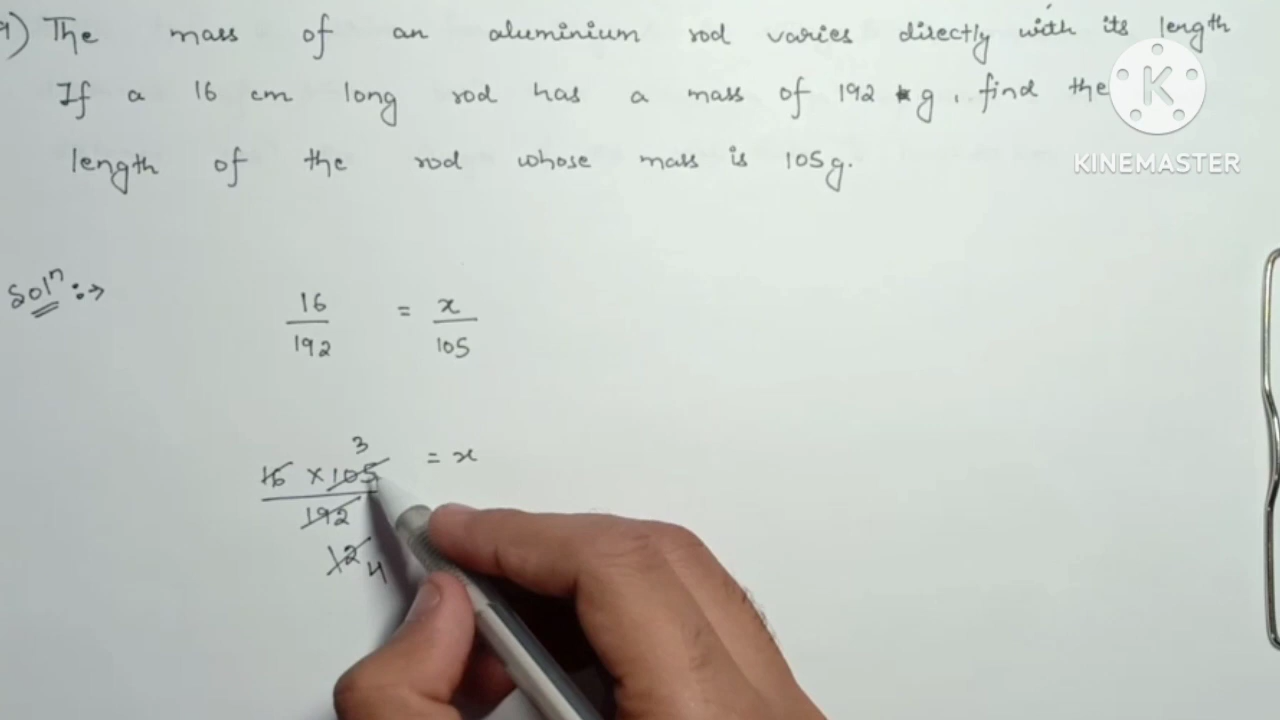 9) The mass of an aluminium rod varies directly with its length
If a 16 cm long rod has a mass of 192 g, find the
length of the rod whose mass is 105g.
KINEMASTER
Solⁿ :→
16/192 = x/105
3
16 × 105 = x
192
12 4